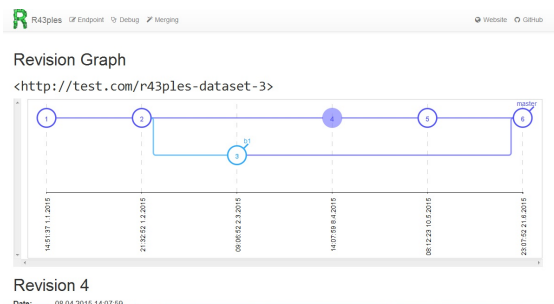 R43ples Endpoint Debug Merging Website GitHub
Revision Graph
<http://test.com/r43ples-dataset-3>
master
1 2 4 5 6
b1
3
14:51:37 1.1.2015
21:32:52 1.2.2015
09:05:52 2.3.2015
14:07:59 8.4.2015
08:12:23 10.5.2015
23:07:52 21.6.2015
Revision 4
Date: 08.04.2015 14:07:59